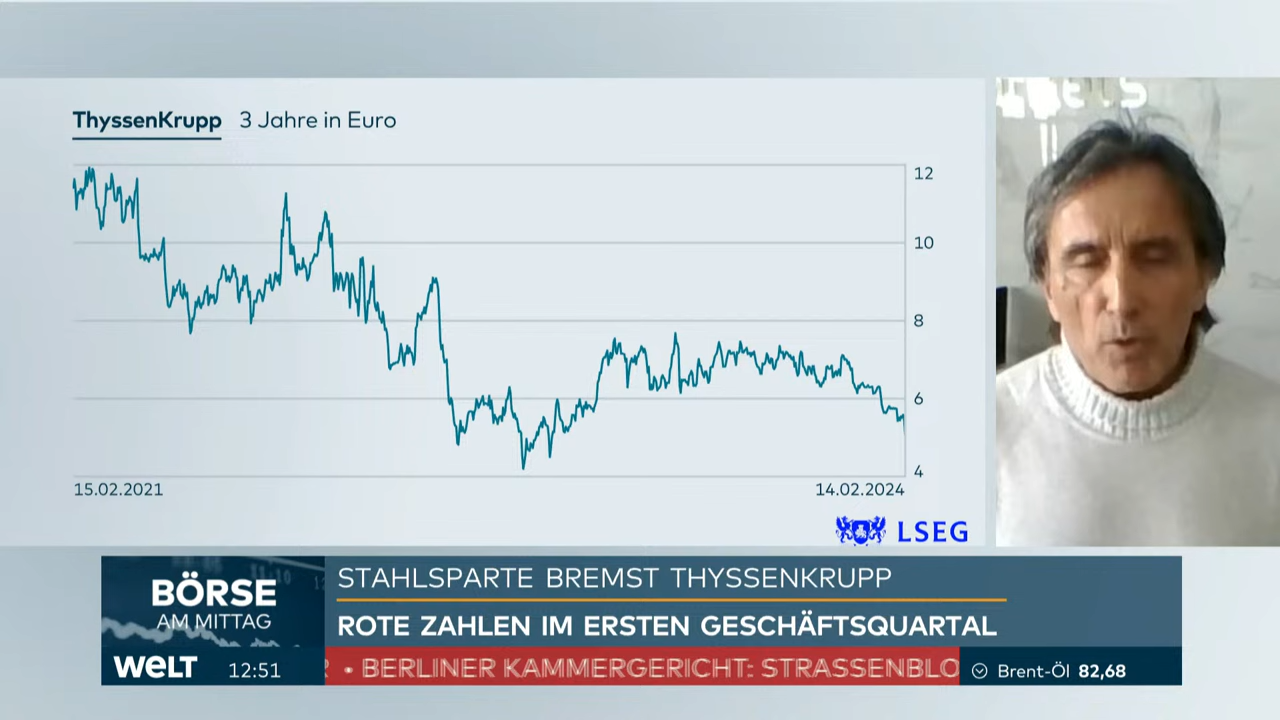 ThyssenKrupp 3 Jahre in Euro
12
10
8
6
4
15.02.2021 14.02.2024
LSEG
BÖRSE
AM MITTAG
STAHLSPARTE BREMST THYSSENKRUPP
ROTE ZAHLEN IM ERSTEN GESCHÄFTSQUARTAL
WELT 12:51
• BERLINER KAMMERGERICHT: STRASSENBLO
Brent-Öl 82,68